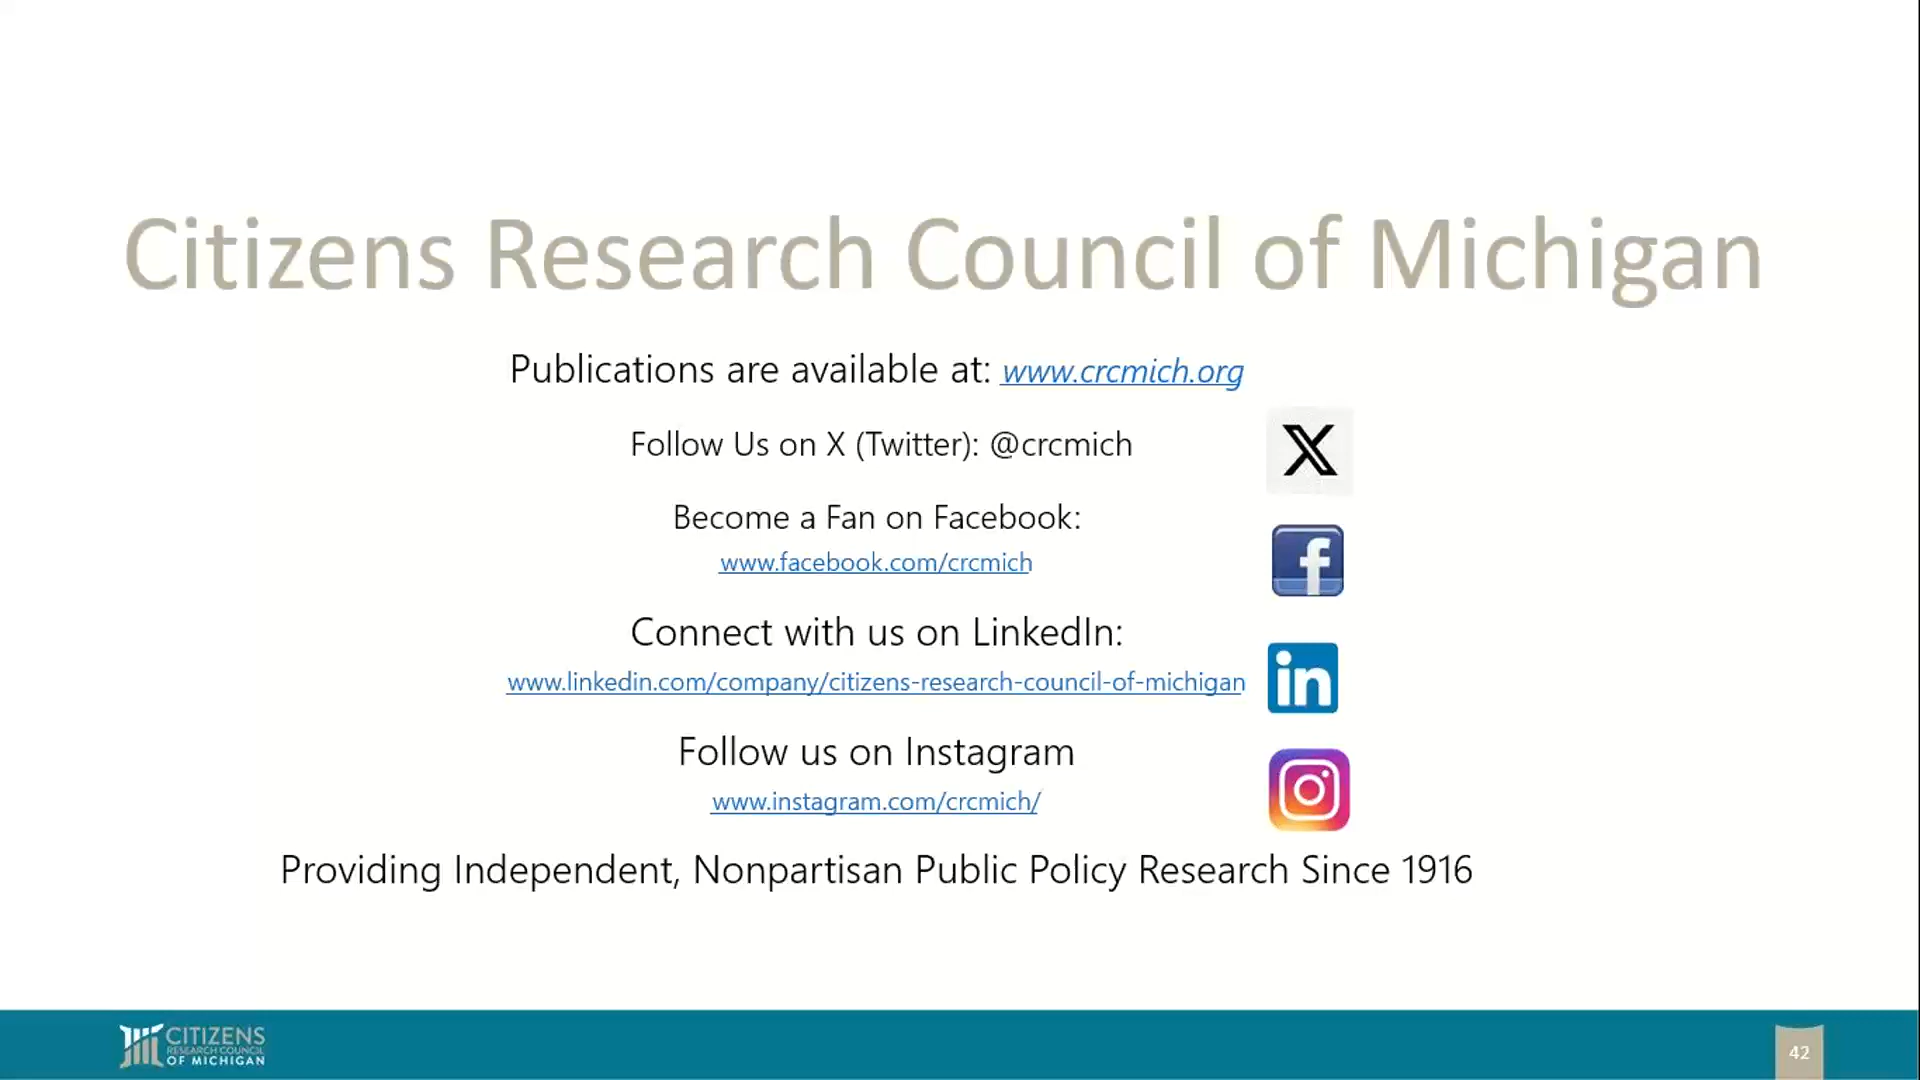 Citizens Research Council of Michigan
Publications are available at: www.crcmich.org
Follow Us on X (Twitter): @crcmich
Become a Fan on Facebook:
www.facebook.com/crcmich
Connect with us on LinkedIn:
www.linkedin.com/company/citizens-research-council-of-michigan
Follow us on Instagram
www.instagram.com/crcmich/
Providing Independent, Nonpartisan Public Policy Research Since 1916
CITIZENS
RESEARCH COUNCIL
OF MICHIGAN
42